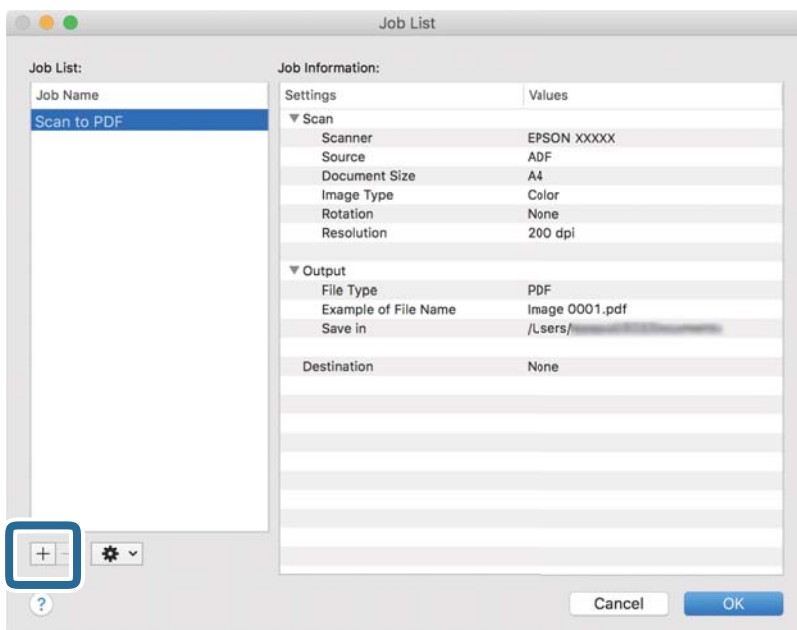 Job List
Job List:
Job Information:
Job Name
Settings Values
Scan to PDF
Scan
Scanner EPSON XXXXX
Source ADF
Document Size A4
Image Type Color
Rotation None
Resolution 200 dpi
Output
File Type PDF
Example of File Name Image 0001.pdf
Save in /Users/
Destination None
+ -
?
Cancel OK